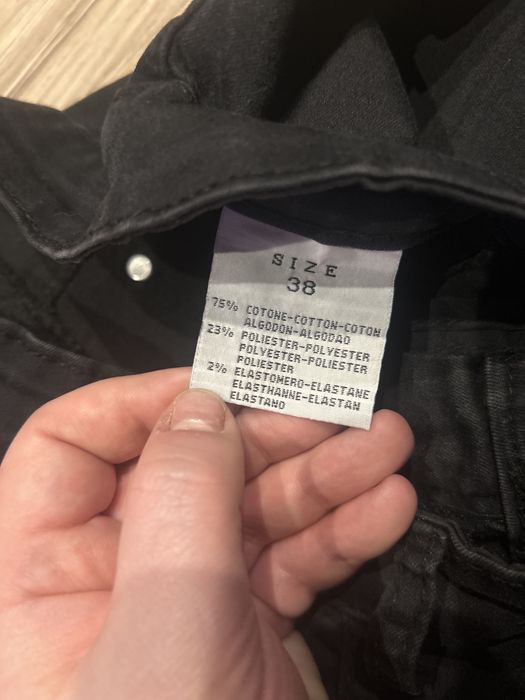 SIZE
38
75% COTONE-COTTON-COTON
ALGODON-ALGODAO
23% POLIESTER-POLYESTER
POLYESTER-POLIESTER
POLIESTER
2% ELASTOMERO-ELASTANE
ELASTHANNE-ELASTAN
ELASTANO